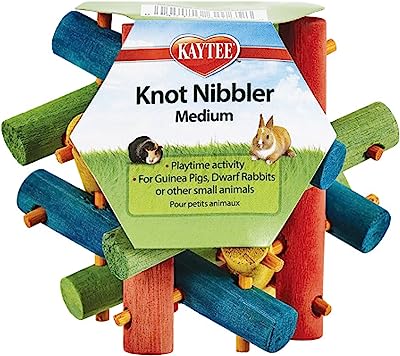 KAYTEE
Knot Nibbler
Medium
• Playtime activity
• For Guinea Pigs, Dwarf Rabbits
or other small animals
Pour petits animaux